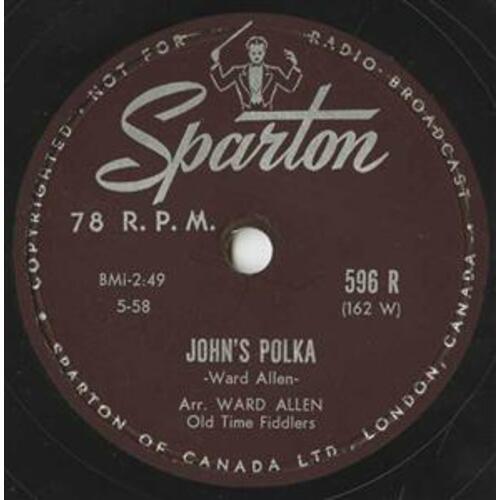 COPYRIGHTED · NOT FOR RADIO-BROADCAST
Sparton
78 R.P.M.
BMI-2:49
5-58
596 R
(162 W)
JOHN'S POLKA
-Ward Allen-
Arr. WARD ALLEN
Old Time Fiddlers
SPARTON OF CANADA LTD., LONDON, CANADA